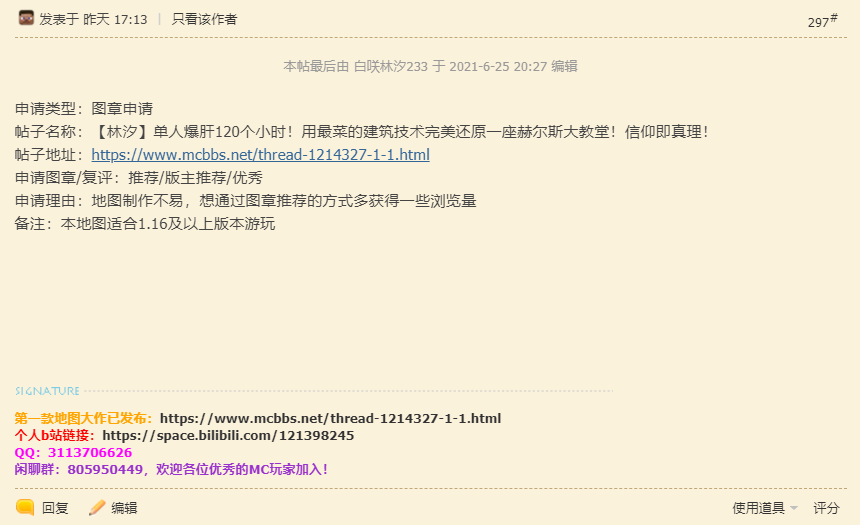 发表于 昨天 17:13 | 只看该作者 297#
本帖最后由 白咲林汐233 于 2021-6-25 20:27 编辑
申请类型：图章申请
帖子名称：【林汐】单人爆肝120个小时！用最菜的建筑技术完美还原一座赫尔斯大教堂！信仰即真理！
帖子地址：https://www.mcbbs.net/thread-1214327-1-1.html
申请图章/复评：推荐/版主推荐/优秀
申请理由：地图制作不易，想通过图章推荐的方式多获得一些浏览量
备注：本地图适合1.16及以上版本游玩
SIGNATURE
第一款地图大作已发布：https://www.mcbbs.net/thread-1214327-1-1.html
个人b站链接：https://space.bilibili.com/121398245
QQ：3113706626
闲聊群：805950449，欢迎各位优秀的MC玩家加入！
回复 编辑 使用道具 评分